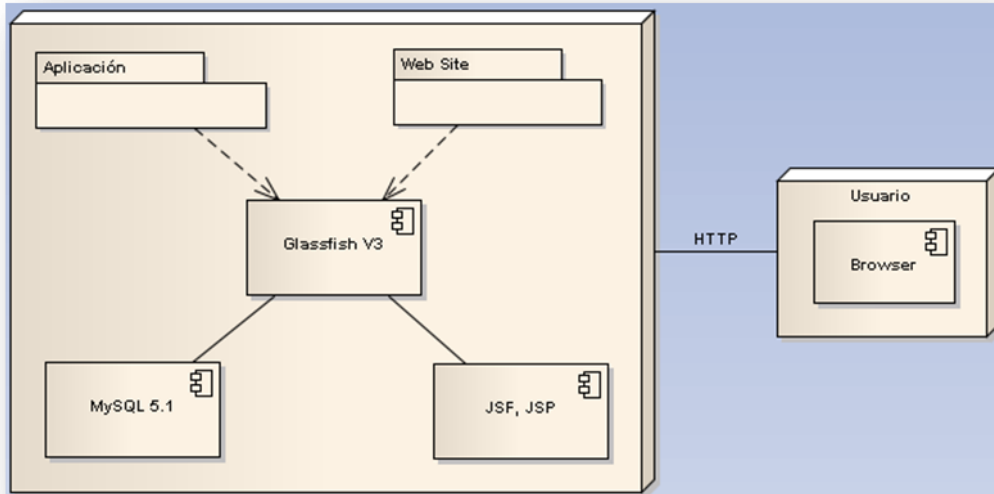 Aplicación
Web Site
Glassfish V3
HTTP
Usuario
Browser
MySQL 5.1
JSF, JSP